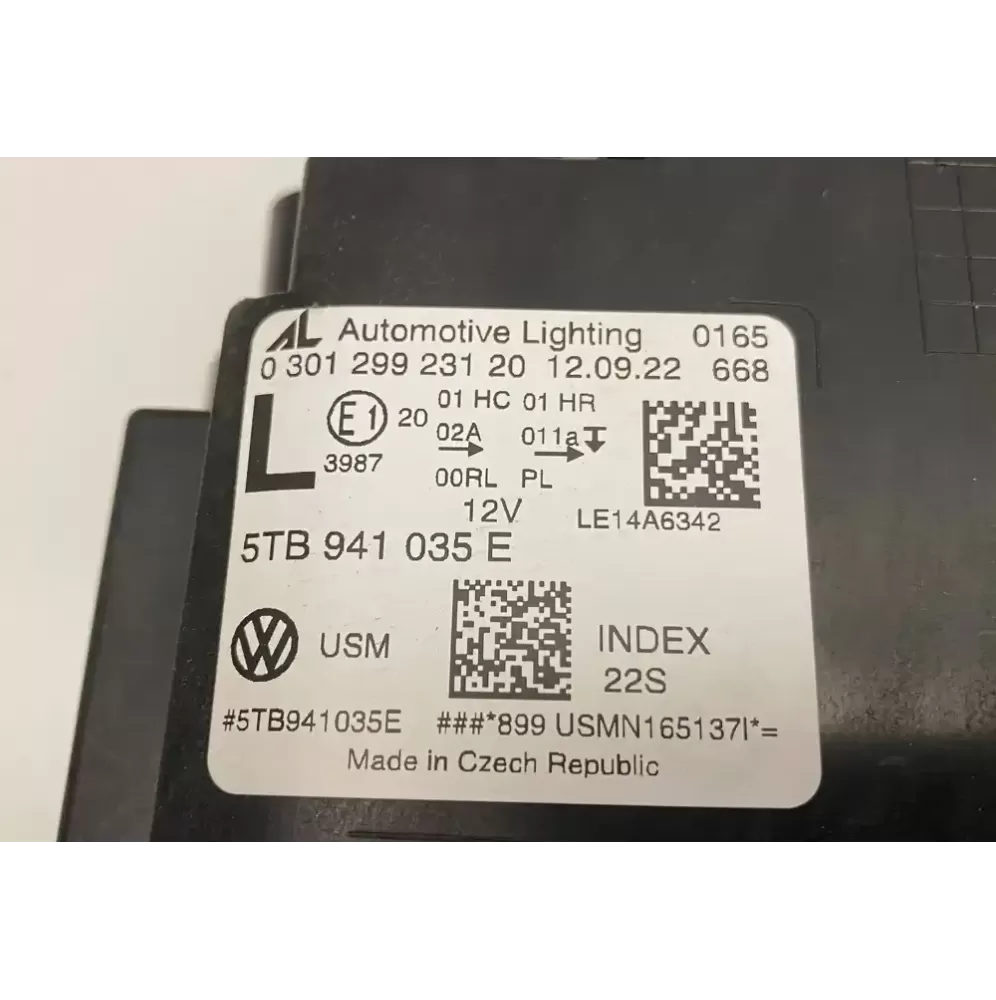 AL Automotive Lighting 0165
0 301 299 231 20 12.09.22 668
L E1 20 01 HC 01 HR
02A 011a
3987
00RL PL
12V LE14A6342
5TB 941 035 E
VW USM INDEX
22S
#5TB941035E ###*899 USMN165137I*=
Made in Czech Republic